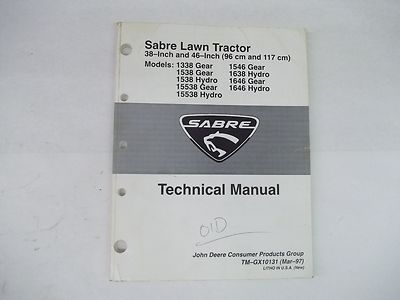 Sabre Lawn Tractor
38–Inch and 46–Inch (96 cm and 117 cm)
Models: 1338 Gear 1546 Gear
1538 Gear 1638 Hydro
1538 Hydro 1646 Gear
15538 Gear 1646 Hydro
15538 Hydro
SABRE
Technical Manual
OID
John Deere Consumer Products Group
TM–GX10131 (Mar–97)
LITHO IN U.S.A. (New)